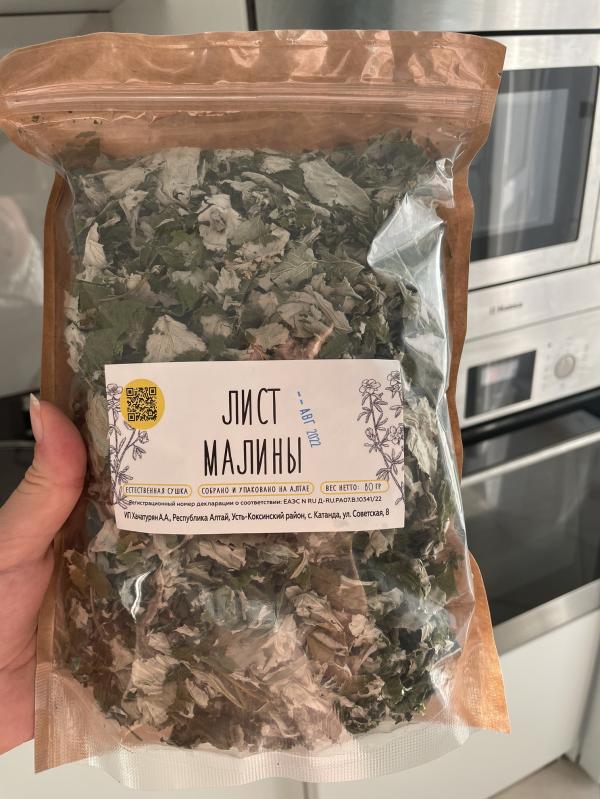 ЛИСТ
МАЛИНЫ
-- АВГ 2022
ЕСТЕСТВЕННАЯ СУШКА СОБРАНО И УПАКОВАНО НА АЛТАЕ ВЕС НЕТТО: 80 ГР
Регистрационный номер декларации о соответствии: ЕАЭС N RU Д-RU.РА07.В.10341/22
ИП Хачатурян А.А., Республика Алтай, Усть-Коксинский район, с. Катанда, ул. Советская, 8